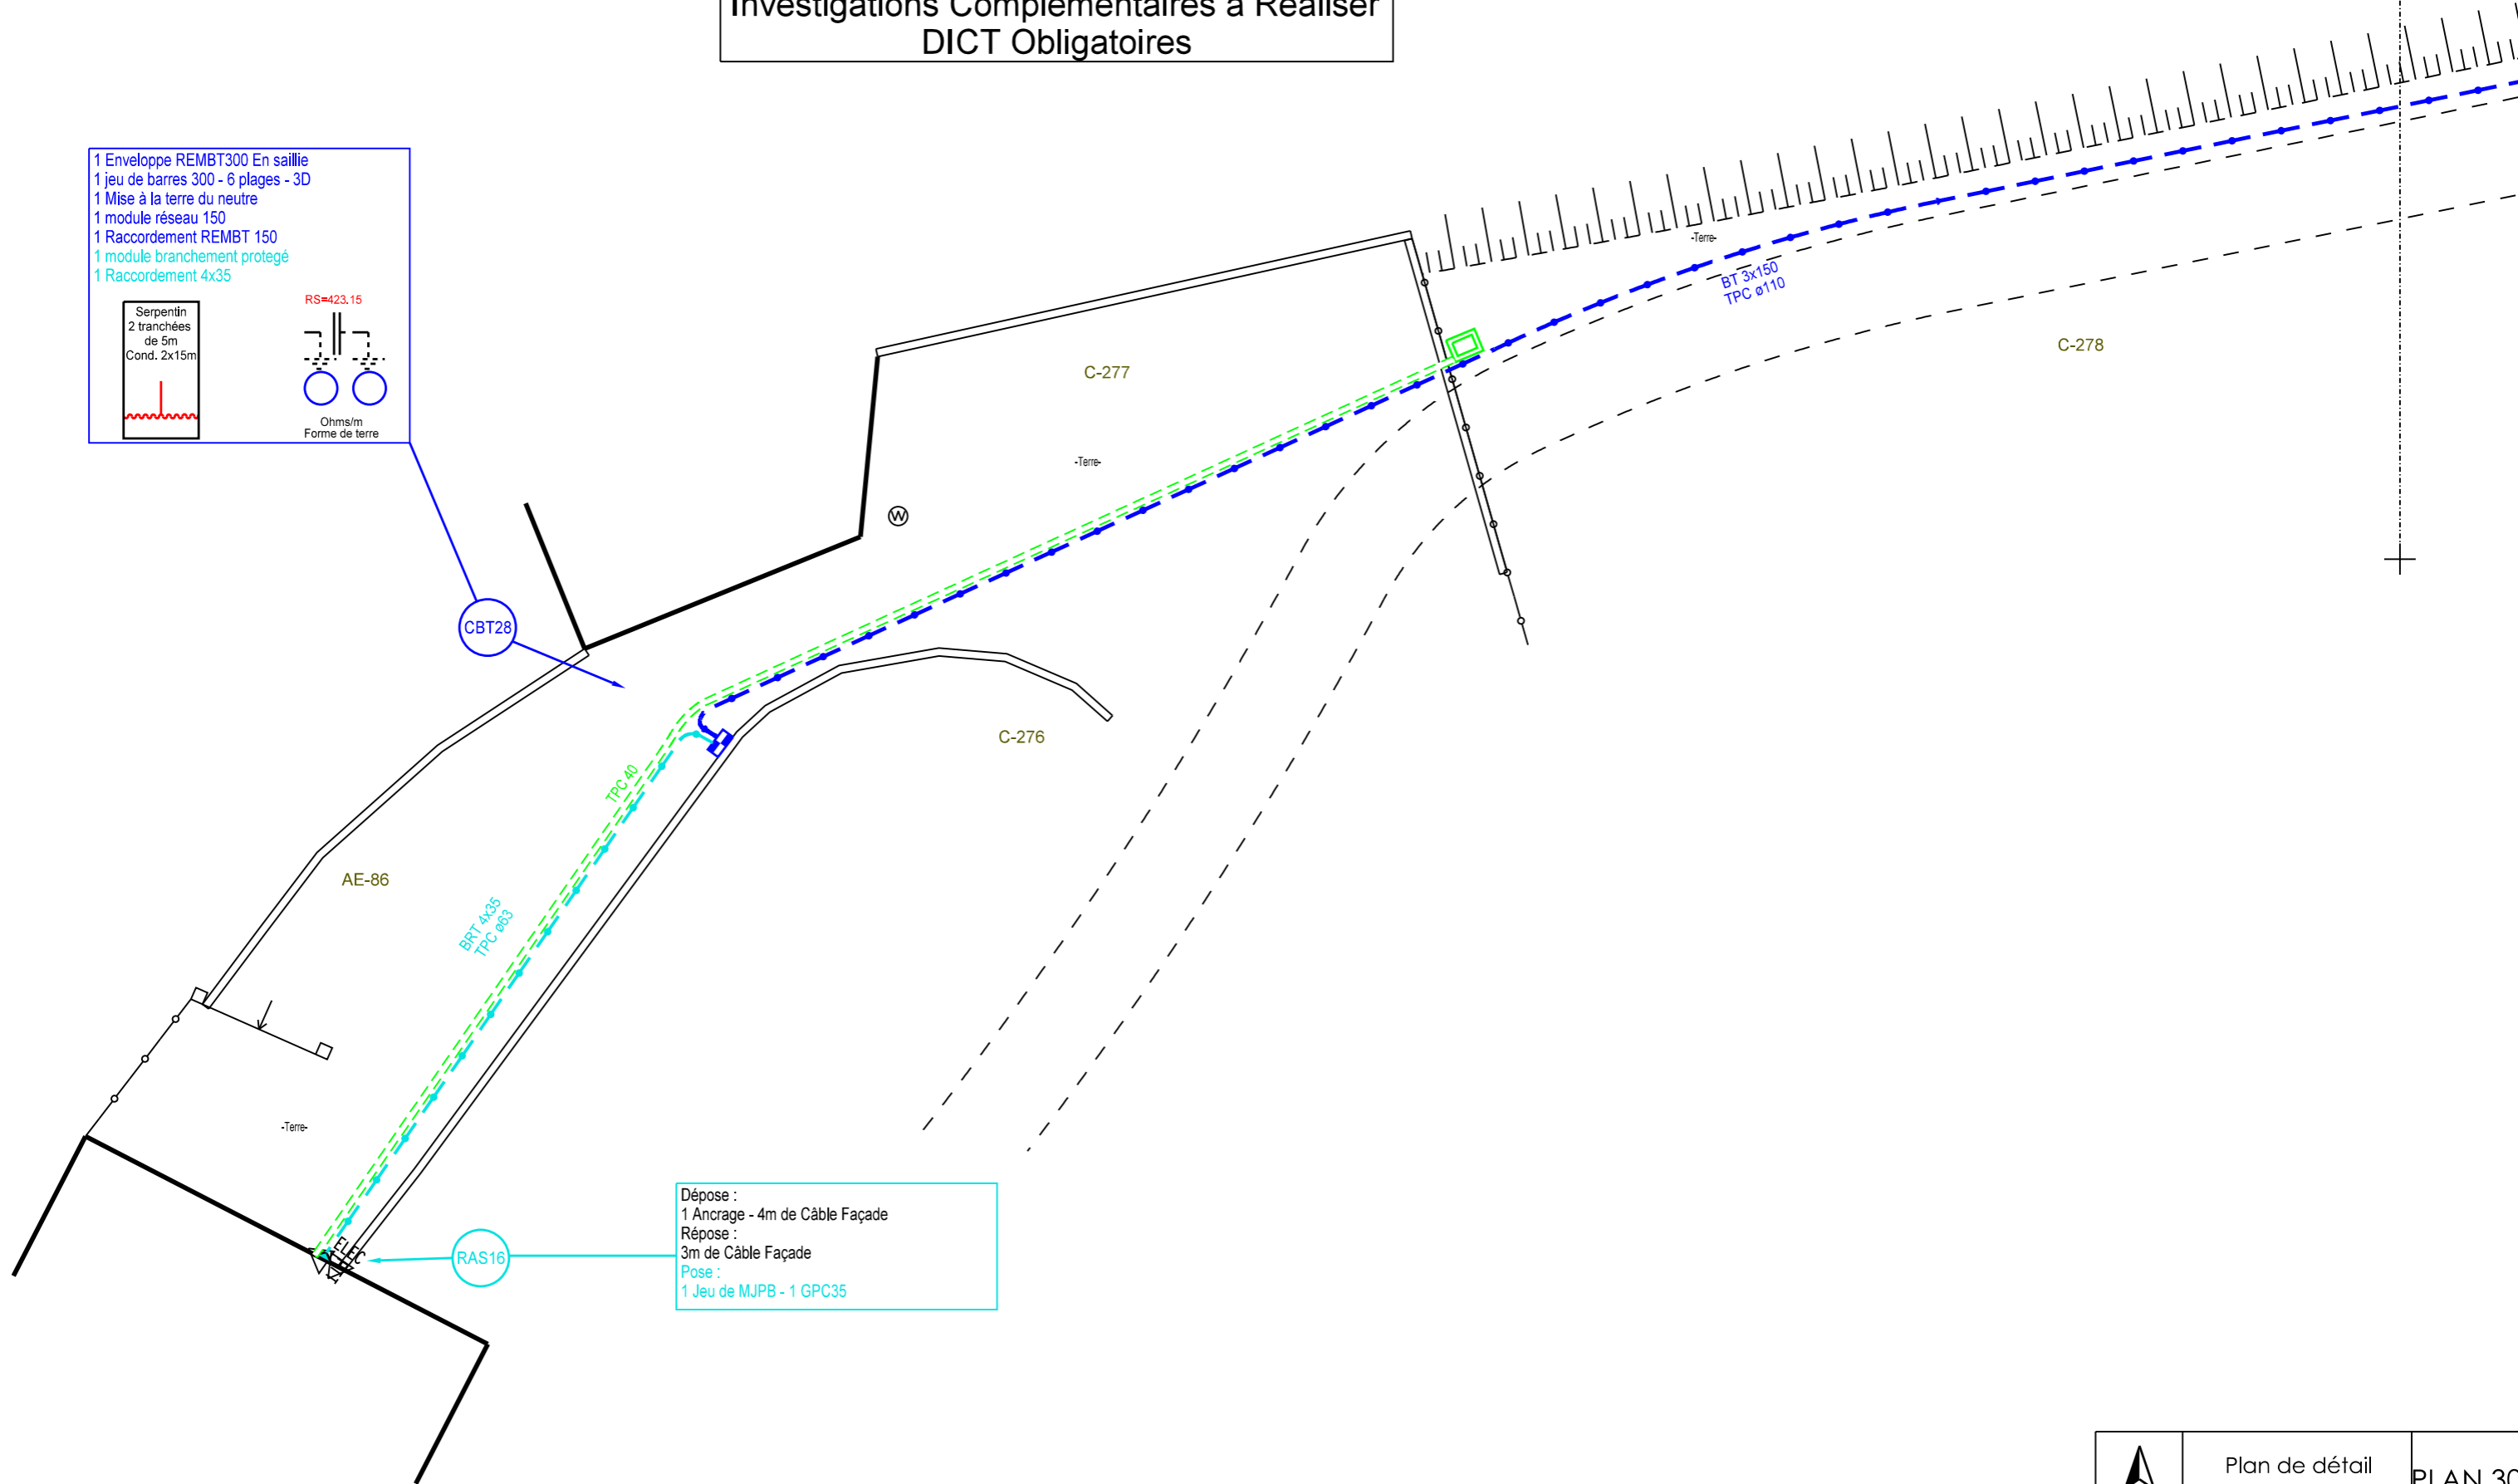 Investigations Complémentaires à Réaliser
DICT Obligatoires
1 Enveloppe REMBT300 En saillie
1 jeu de barres 300 - 6 plages - 3D
1 Mise à la terre du neutre
1 module réseau 150
1 Raccordement REMBT 150
1 module branchement protegé
1 Raccordement 4x35
Serpentin
2 tranchées
de 5m
Cond. 2x15m
RS=423.15
Ohms/m
Forme de terre
-Terre-
BT 3x150
TPC ø110
C-278
C-277
-Terre-
W
CBT28
C-276
TPC 40
AE-86
BRT 4x35
TPC ø63
-Terre-
ELEC
RAS16
Dépose :
1 Ancrage - 4m de Câble Façade
Répose :
3m de Câble Façade
Pose :
1 Jeu de MJPB - 1 GPC35
Plan de détail
PLAN 30